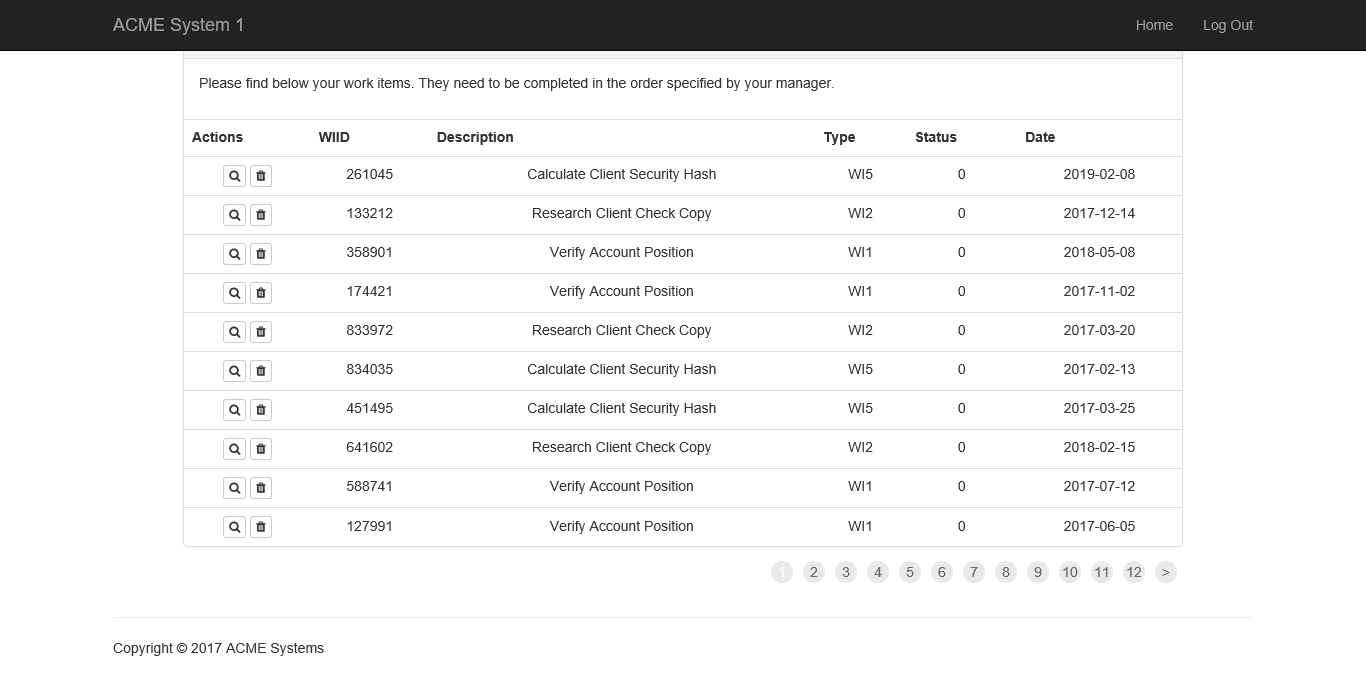 ACME System 1 Home Log Out
Please find below your work items. They need to be completed in the order specified by your manager.
Actions WIID Description Type Status Date
261045 Calculate Client Security Hash WI5 0 2019-02-08
133212 Research Client Check Copy WI2 0 2017-12-14
358901 Verify Account Position WI1 0 2018-05-08
174421 Verify Account Position WI1 0 2017-11-02
833972 Research Client Check Copy WI2 0 2017-03-20
834035 Calculate Client Security Hash WI5 0 2017-02-13
451495 Calculate Client Security Hash WI5 0 2017-03-25
641602 Research Client Check Copy WI2 0 2018-02-15
588741 Verify Account Position WI1 0 2017-07-12
127991 Verify Account Position WI1 0 2017-06-05
1 2 3 4 5 6 7 8 9 10 11 12 >
Copyright © 2017 ACME Systems